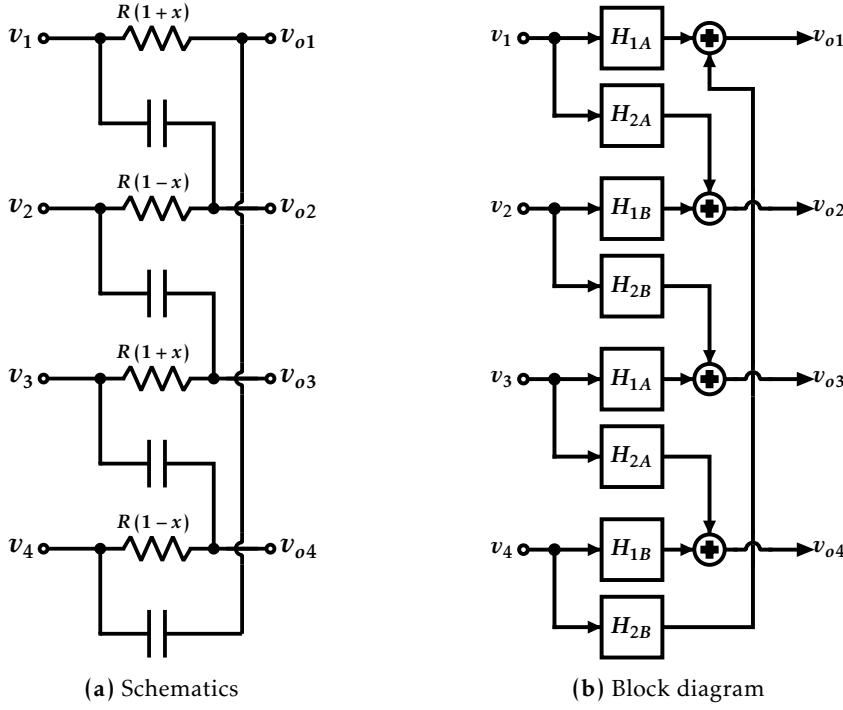 v1 R(1+x) vo1
v2 R(1−x) vo2
v3 R(1+x) vo3
v4 R(1−x) vo4
(a) Schematics
v1 H1A vo1
H2A
v2 H1B vo2
H2B
v3 H1A vo3
H2A
v4 H1B vo4
H2B
(b) Block diagram